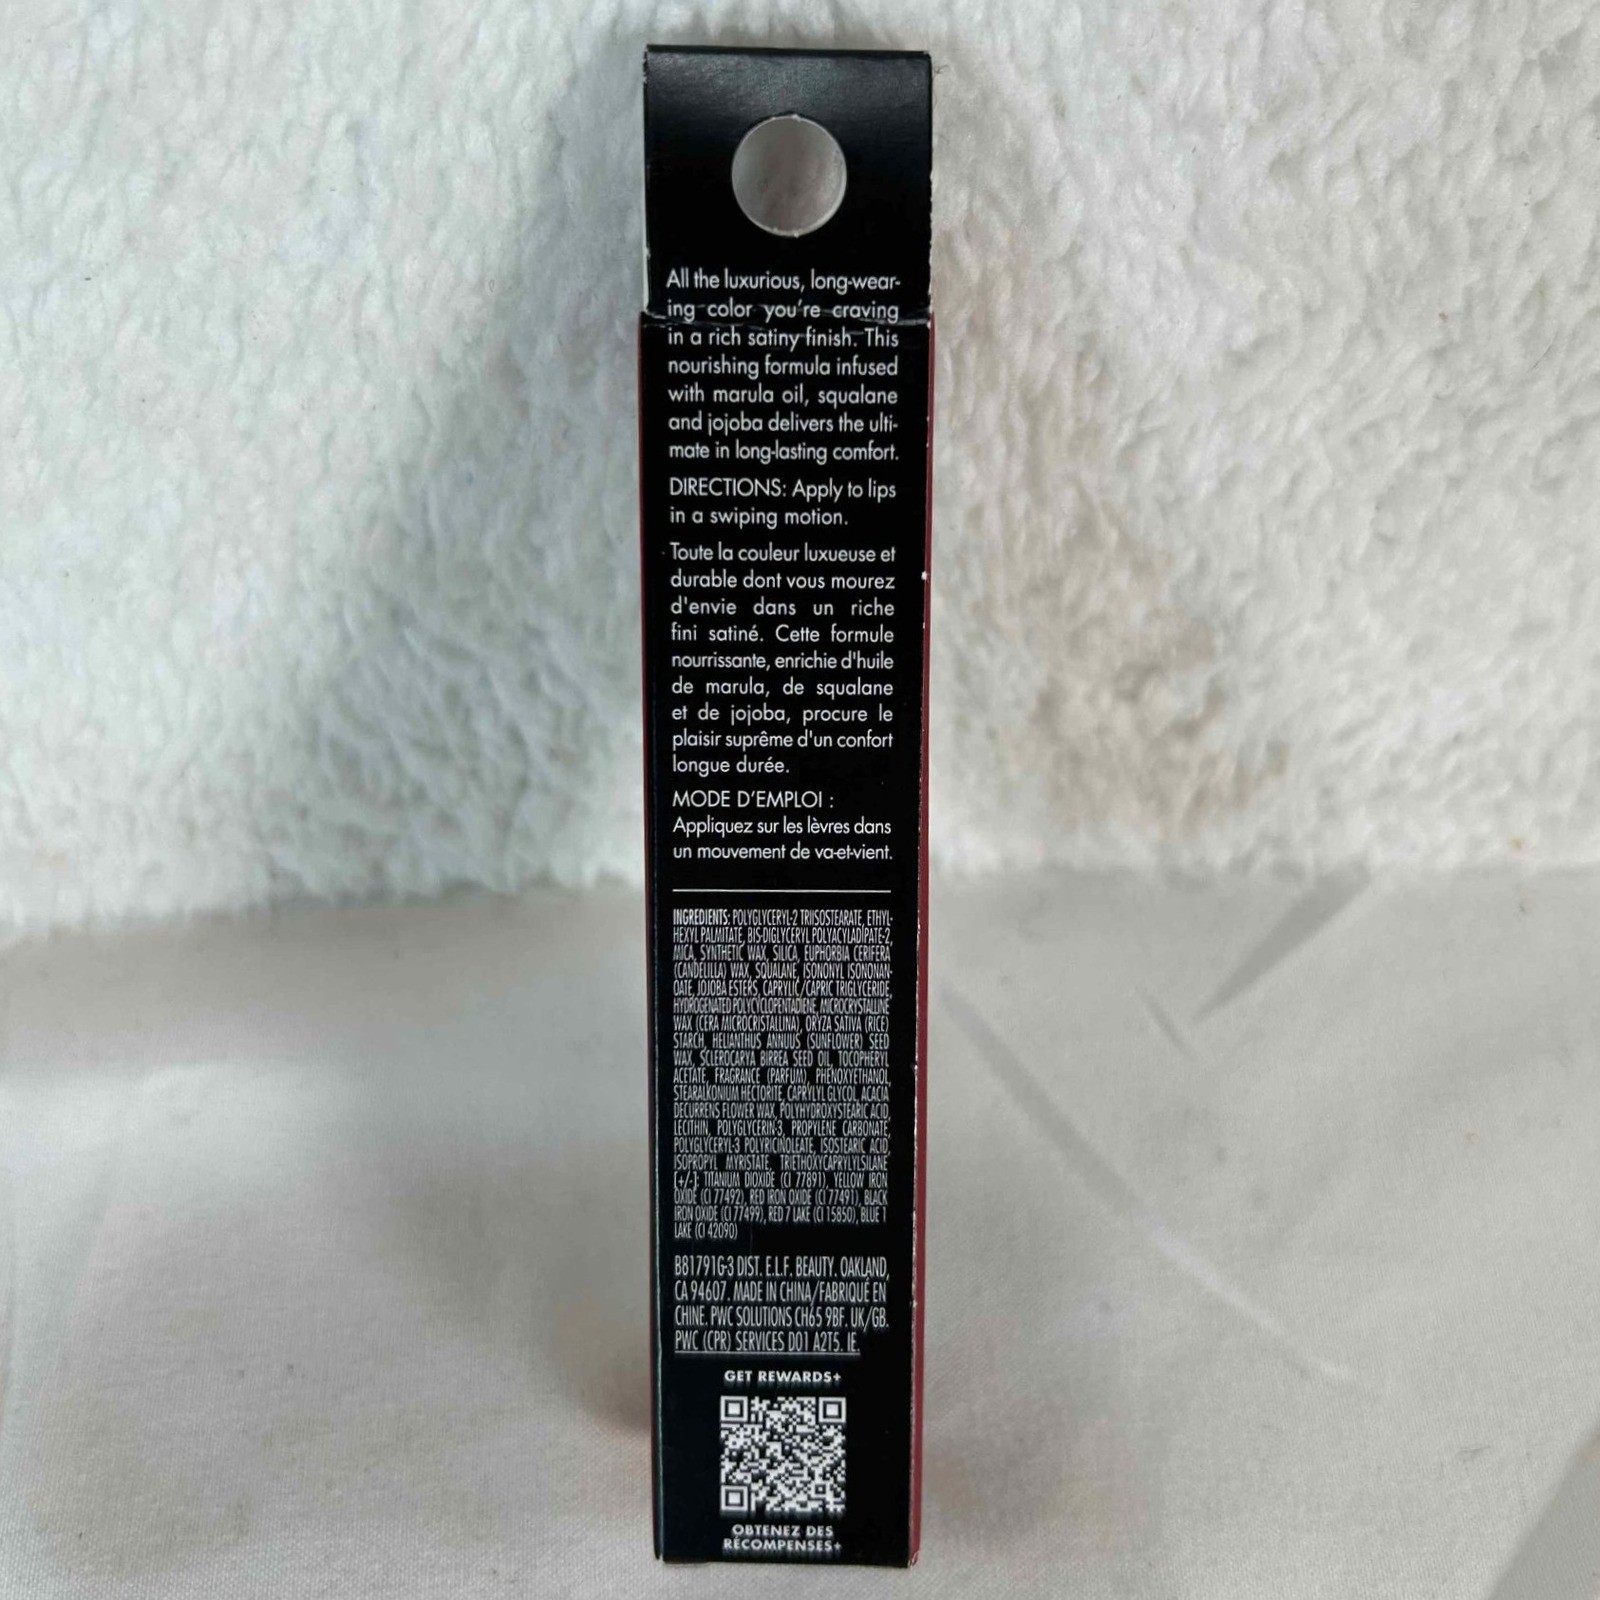 All the luxurious, long-wear-
ing color you're craving
in a rich satiny finish. This
nourishing formula infused
with marula oil, squalane
and jojoba delivers the ulti-
mate in long-lasting comfort.
DIRECTIONS: Apply to lips
in a swiping motion.
Toute la couleur luxueuse et
durable dont vous mourez
d'envie dans un riche
fini satiné. Cette formule
nourrissante, enrichie d'huile
de marula, de squalane
et de jojoba, procure le
plaisir suprême d'un confort
longue durée.
MODE D'EMPLOI :
Appliquez sur les lèvres dans
un mouvement de va-et-vient.
INGREDIENTS: POLYGLYCERYL-2 TRIISOSTEARATE, ETHYL-
HEXYL PALMITATE, BIS-DIGLYCERYL POLYACYLADIPATE-2,
MICA, SYNTHETIC WAX, SILICA, EUPHORBIA CERIFERA
(CANDELILLA) WAX, SQUALANE, ISONONYL ISONONAN-
OATE, JOJOBA ESTERS, CAPRYLIC/CAPRIC TRIGLYCERIDE,
HYDROGENATED POLYCYCLOPENTADIENE, MICROCRYSTALLINE
WAX (CERA MICROCRISTALLINA), ORYZA SATIVA (RICE)
STARCH, HELIANTHUS ANNUUS (SUNFLOWER) SEED
WAX, SCLEROCARYA BIRREA SEED OIL, TOCOPHERYL
ACETATE, FRAGRANCE (PARFUM), PHENOXYETHANOL,
STEARALKONIUM HECTORITE, CAPRYLYL GLYCOL, ACACIA
DECURRENS FLOWER WAX, POLYHYDROXYSTEARIC ACID,
LECITHIN, POLYGLYCERIN-3, PROPYLENE CARBONATE,
POLYGLYCERYL-3 POLYRICINOLEATE, ISOSTEARIC ACID,
ISOPROPYL MYRISTATE, TRIETHOXYCAPRYLYLSILANE
[+/-]: TITANIUM DIOXIDE (CI 77891), YELLOW IRON
OXIDE (CI 77492), RED IRON OXIDE (CI 77491), BLACK
IRON OXIDE (CI 77499), RED 7 LAKE (CI 15850), BLUE 1
LAKE (CI 42090)
B81791G-3 DIST. E.L.F. BEAUTY. OAKLAND,
CA 94607. MADE IN CHINA/FABRIQUÉ EN
CHINE. PWC SOLUTIONS CH65 9BF. UK/GB.
PWC (CPR) SERVICES D01 A2T5. IE.
GET REWARDS+
OBTENEZ DES
RÉCOMPENSES+